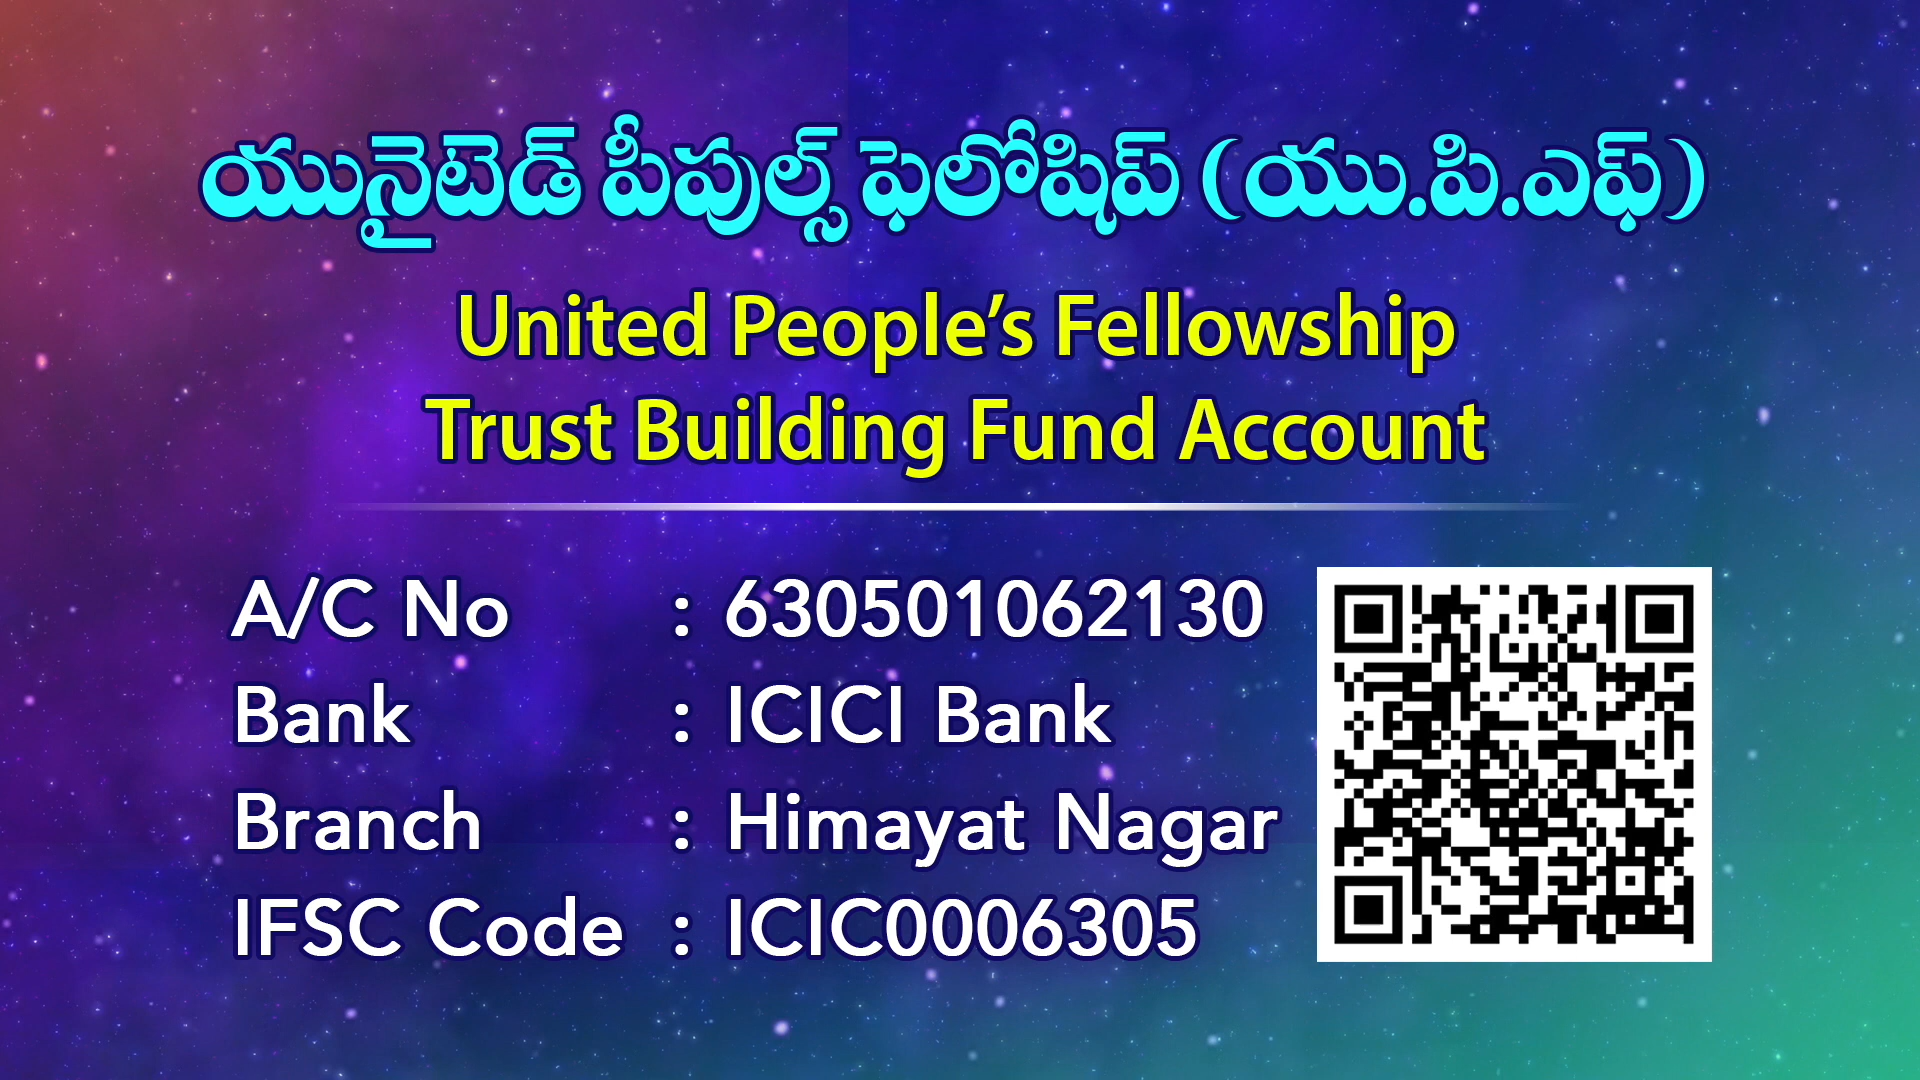 యునైటెడ్ పీపుల్స్ ఫెలోషిప్ (యు.పి.ఎఫ్)
United People’s Fellowship
Trust Building Fund Account
A/C No : 630501062130
Bank : ICICI Bank
Branch : Himayat Nagar
IFSC Code : ICIC0006305